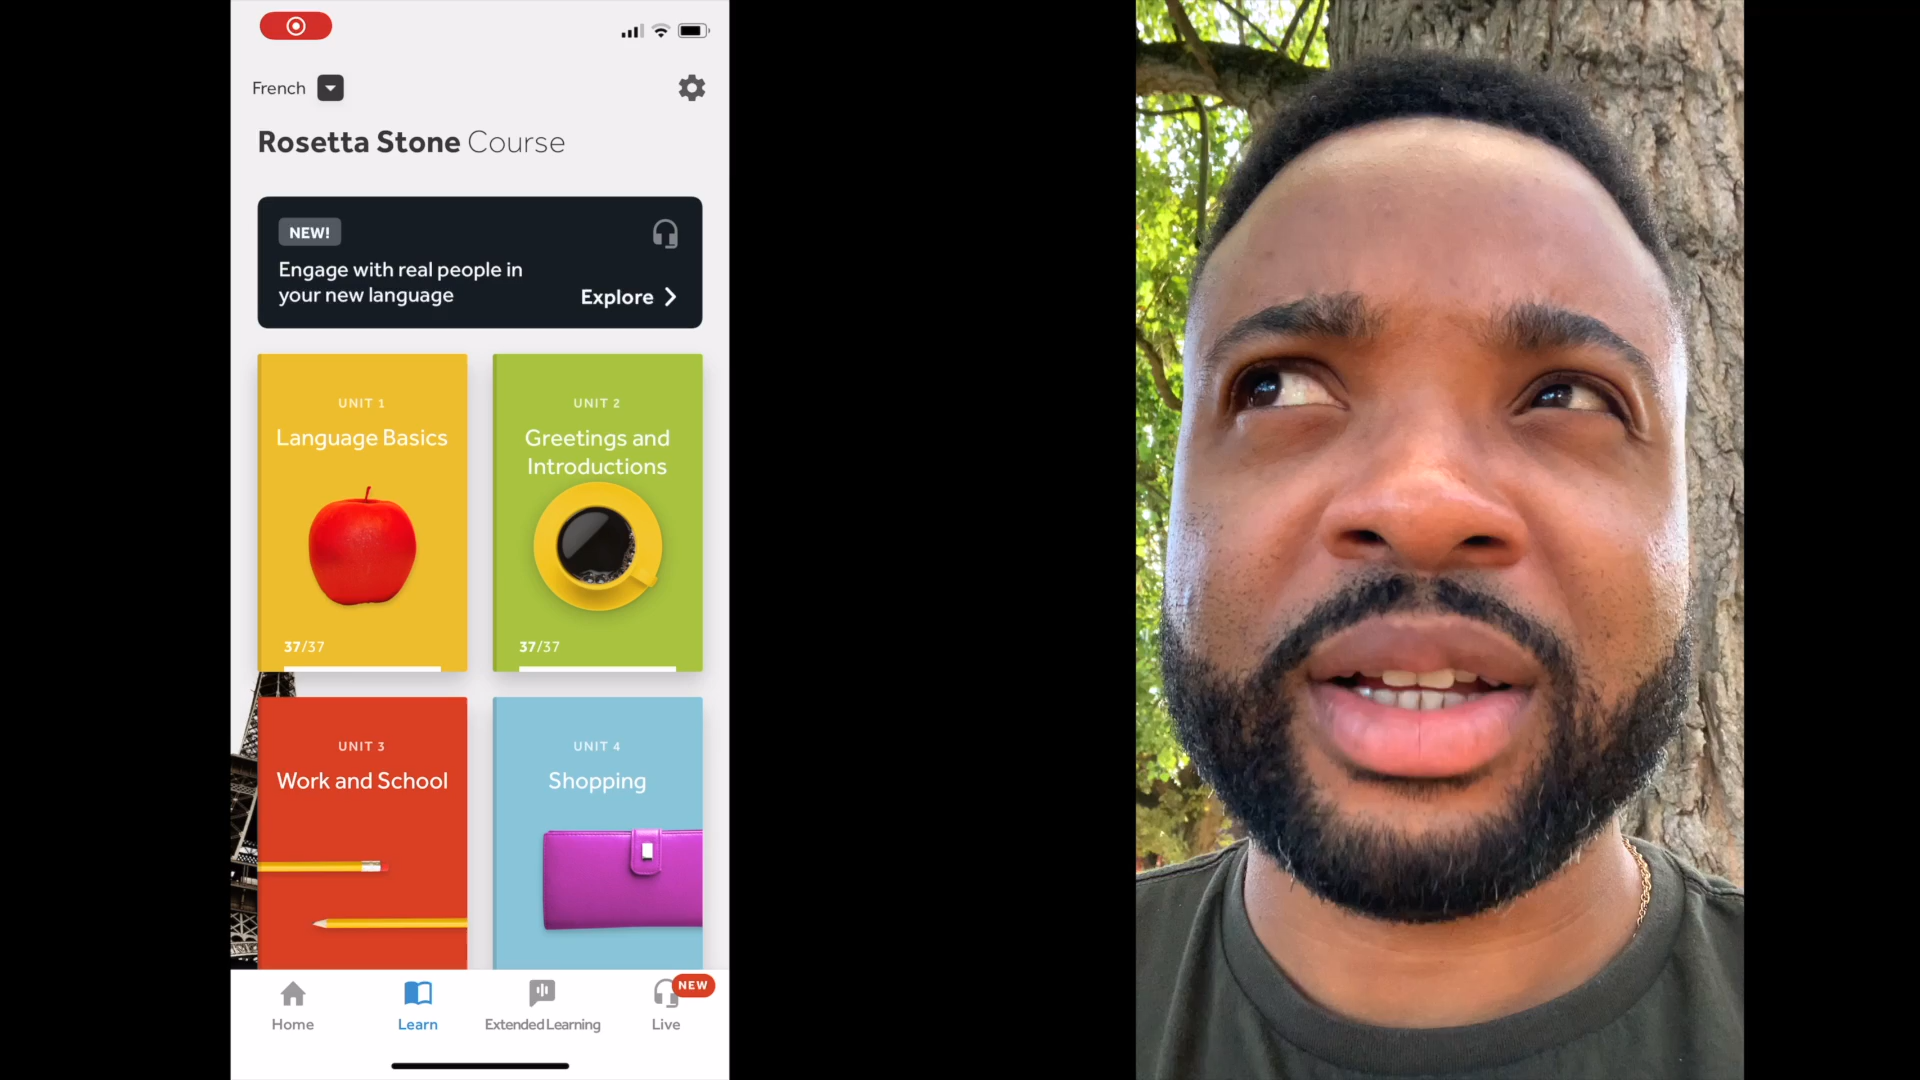 French
Rosetta Stone Course
NEW!
Engage with real people in
your new language
Explore
UNIT 1
Language Basics
37/37
UNIT 2
Greetings and
Introductions
37/37
UNIT 3
Work and School
UNIT 4
Shopping
Home
Learn
Extended Learning
NEW
Live